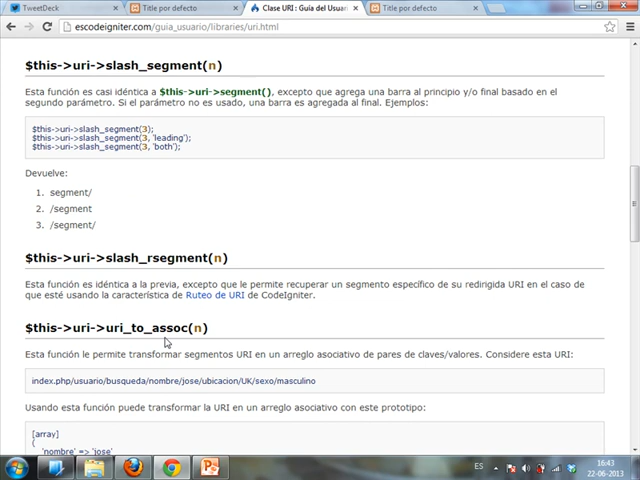 TweetDeck
Title por defecto
Clase URI : Guía del Usuari
Title por defecto
escodeigniter.com/guia_usuario/libraries/uri.html
$this->uri->slash_segment(n)
Esta función es casi idéntica a $this->uri->segment(), excepto que agrega una barra al principio y/o final basado en el
segundo parámetro. Si el parámetro no es usado, una barra es agregada al final. Ejemplos:
$this->uri->slash_segment(3);
$this->uri->slash_segment(3, 'leading');
$this->uri->slash_segment(3, 'both');
Devuelve:
1. segment/
2. /segment
3. /segment/
$this->uri->slash_rsegment(n)
Esta función es idéntica a la previa, excepto que le permite recuperar un segmento específico de su redirigida URI en el caso de
que esté usando la característica de Ruteo de URI de CodeIgniter.
$this->uri->uri_to_assoc(n)
Esta función le permite transformar segmentos URI en un arreglo asociativo de pares de claves/valores. Considere esta URI:
index.php/usuario/busqueda/nombre/jose/ubicacion/UK/sexo/masculino
Usando esta función puede transformar la URI en un arreglo asociativo con este prototipo:
[array]
(
'nombre' => 'jose'
ES
16:43
22-06-2013